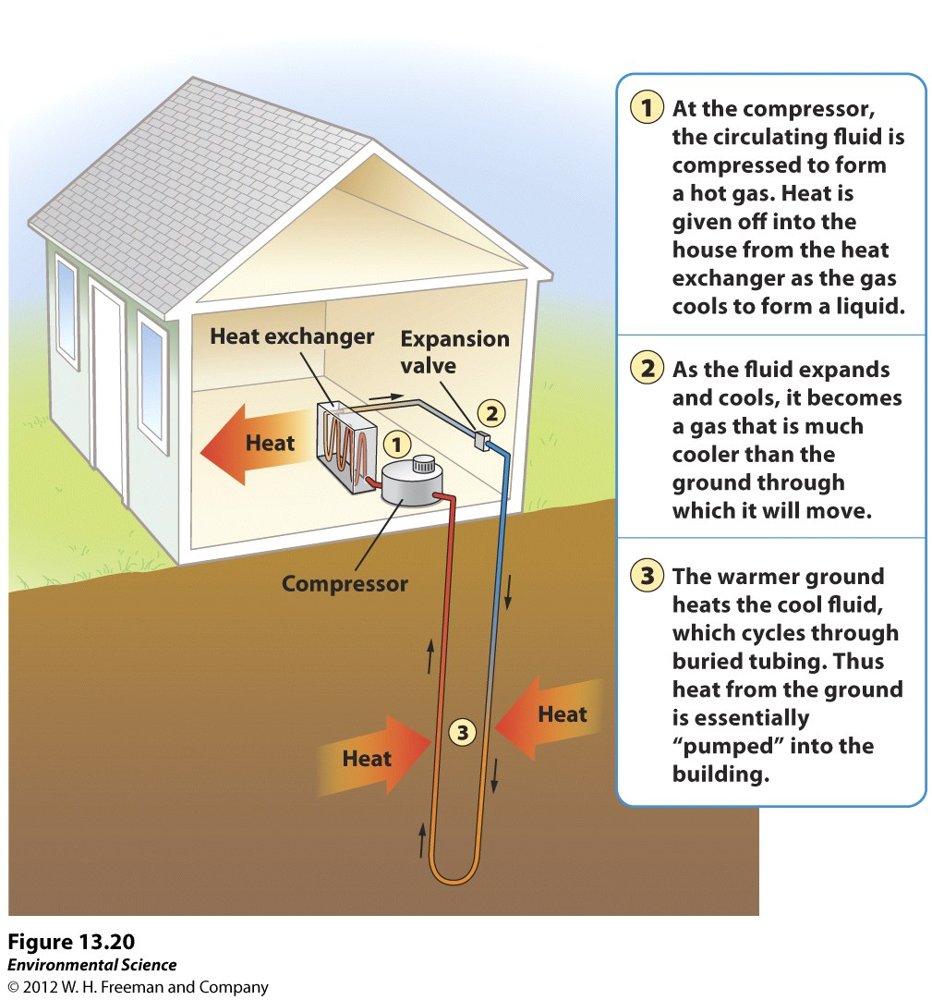 1 At the compressor,
the circulating fluid is
compressed to form
a hot gas. Heat is
given off into the
house from the heat
exchanger as the gas
cools to form a liquid.
2 As the fluid expands
and cools, it becomes
a gas that is much
cooler than the
ground through
which it will move.
3 The warmer ground
heats the cool fluid,
which cycles through
buried tubing. Thus
heat from the ground
is essentially
“pumped” into the
building.
Heat exchanger
Expansion
valve
2
Heat
1
Compressor
Heat
3
Heat
Figure 13.20
Environmental Science
© 2012 W. H. Freeman and Company